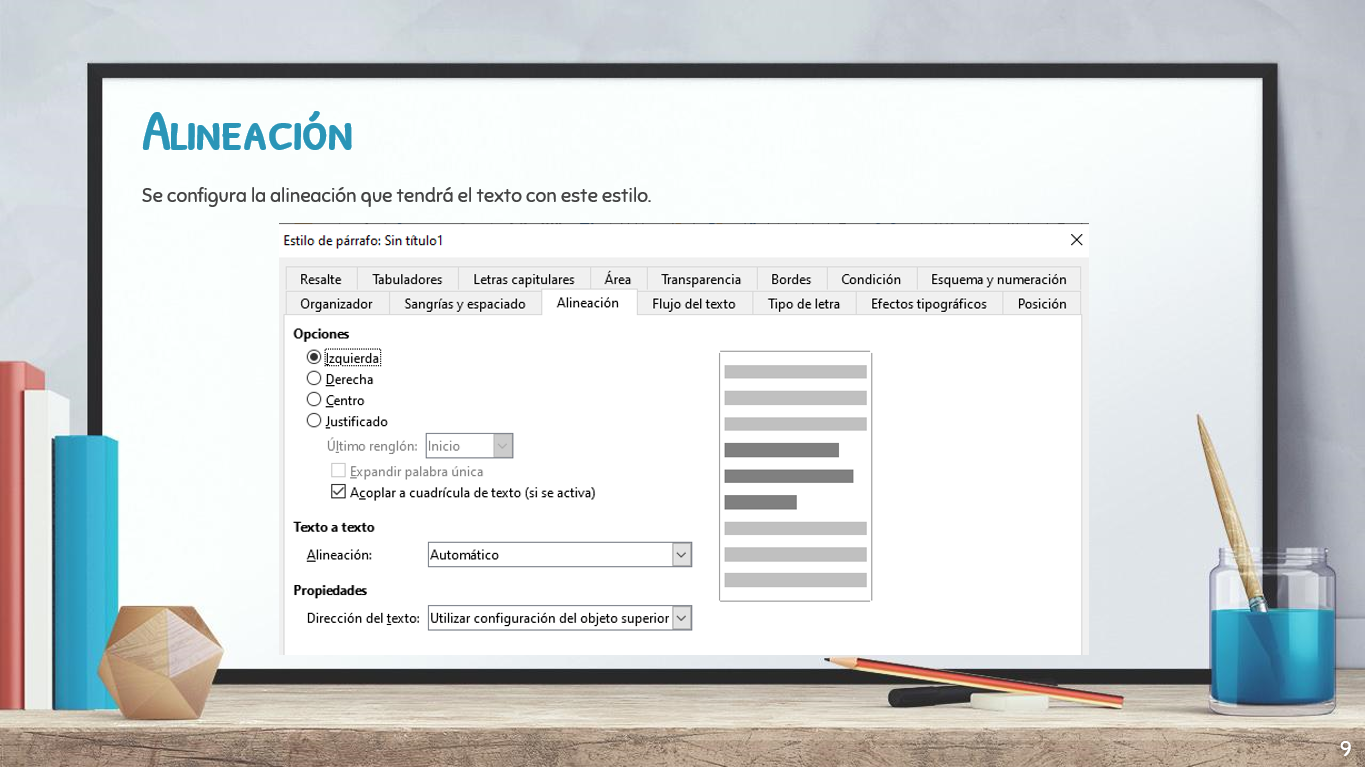 Alineación
Se configura la alineación que tendrá el texto con este estilo.
Estilo de párrafo: Sin título1
Resalte Tabuladores Letras capitulares Área Transparencia Bordes Condición Esquema y numeración
Organizador Sangrías y espaciado Alineación Flujo del texto Tipo de letra Efectos tipográficos Posición
Opciones
Izquierda
Derecha
Centro
Justificado
Último renglón: Inicio
Expandir palabra única
Acoplar a cuadrícula de texto (si se activa)
Texto a texto
Alineación: Automático
Propiedades
Dirección del texto: Utilizar configuración del objeto superior
9